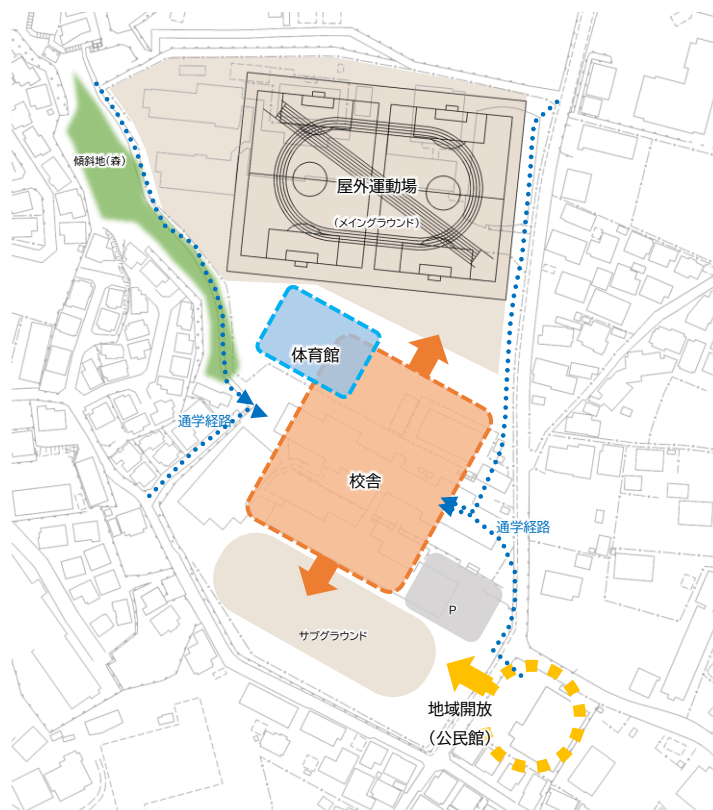 傾斜地(森)
屋外運動場
(メイングラウンド)
体育館
通学経路
校舎
通学経路
P
サブグラウンド
地域開放
(公民館)